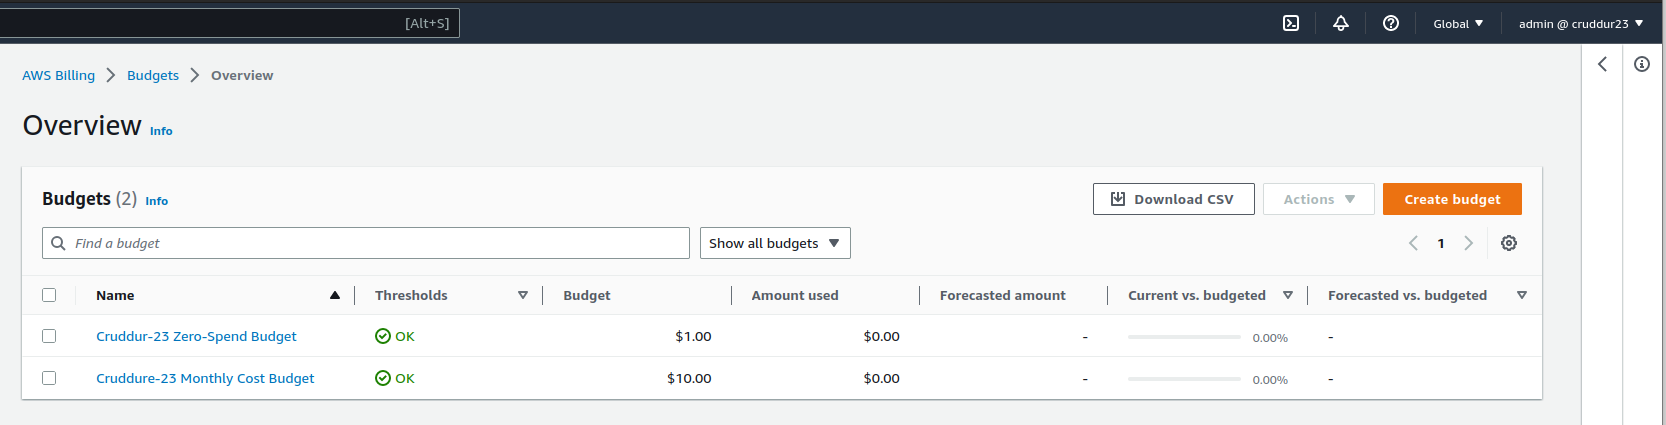 [Alt+S] Global admin @ cruddur23
AWS Billing Budgets Overview
Overview Info
Budgets (2) Info Download CSV Actions Create budget
Find a budget Show all budgets 1
Name Thresholds Budget Amount used Forecasted amount Current vs. budgeted Forecasted vs. budgeted
Cruddur-23 Zero-Spend Budget OK $1.00 $0.00 - 0.00% -
Cruddure-23 Monthly Cost Budget OK $10.00 $0.00 - 0.00% -